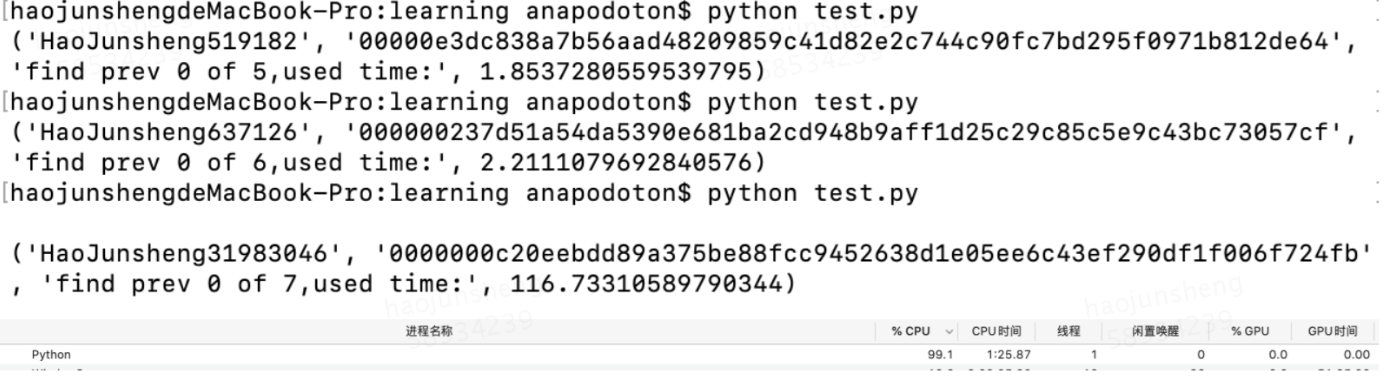 [haojunshengdeMacBook-Pro:learning anapodoton$ python test.py
('HaoJunsheng519182', '00000e3dc838a7b56aad48209859c41d82e2c744c90fc7bd295f0971b812de64',
'find prev 0 of 5,used time:', 1.8537280559539795)
[haojunshengdeMacBook-Pro:learning anapodoton$ python test.py
('HaoJunsheng637126', '000000237d51a54da5390e681ba2cd948b9aff1d25c29c85c5e9c43bc73057cf',
'find prev 0 of 6,used time:', 2.2111079692840576)
[haojunshengdeMacBook-Pro:learning anapodoton$ python test.py
('HaoJunsheng31983046', '0000000c20eebdd89a375be88fcc9452638d1e05ee6c43ef290df1f006f724fb'
, 'find prev 0 of 7,used time:', 116.73310589790344)
haojunsheng
58534239
进程名称 % CPU CPU时间 线程 闲置唤醒 % GPU GPU时间
Python 99.1 1:25.87 1 0 0.0 0.00